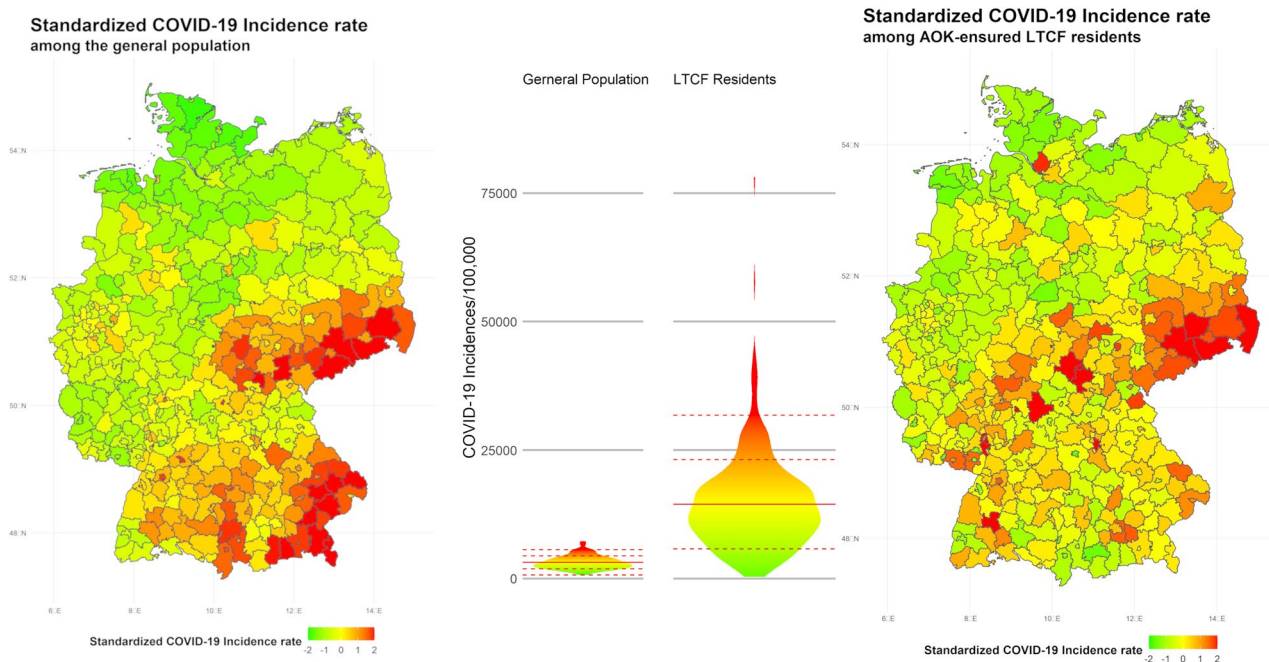 Standardized COVID-19 Incidence rate
among the general population
54°N
52°N
50°N
48°N
6°E
8°E
10°E
12°E
14°E
Standardized COVID-19 Incidence rate
-2 -1 0 1 2
Gerneral Population
LTCF Residents
COVID-19 Incidences/100,000
75000
50000
25000
0
Standardized COVID-19 Incidence rate
among AOK-ensured LTCF residents
54°N
52°N
50°N
48°N
6°E
8°E
10°E
12°E
14°E
Standardized COVID-19 Incidence rate
-2 -1 0 1 2